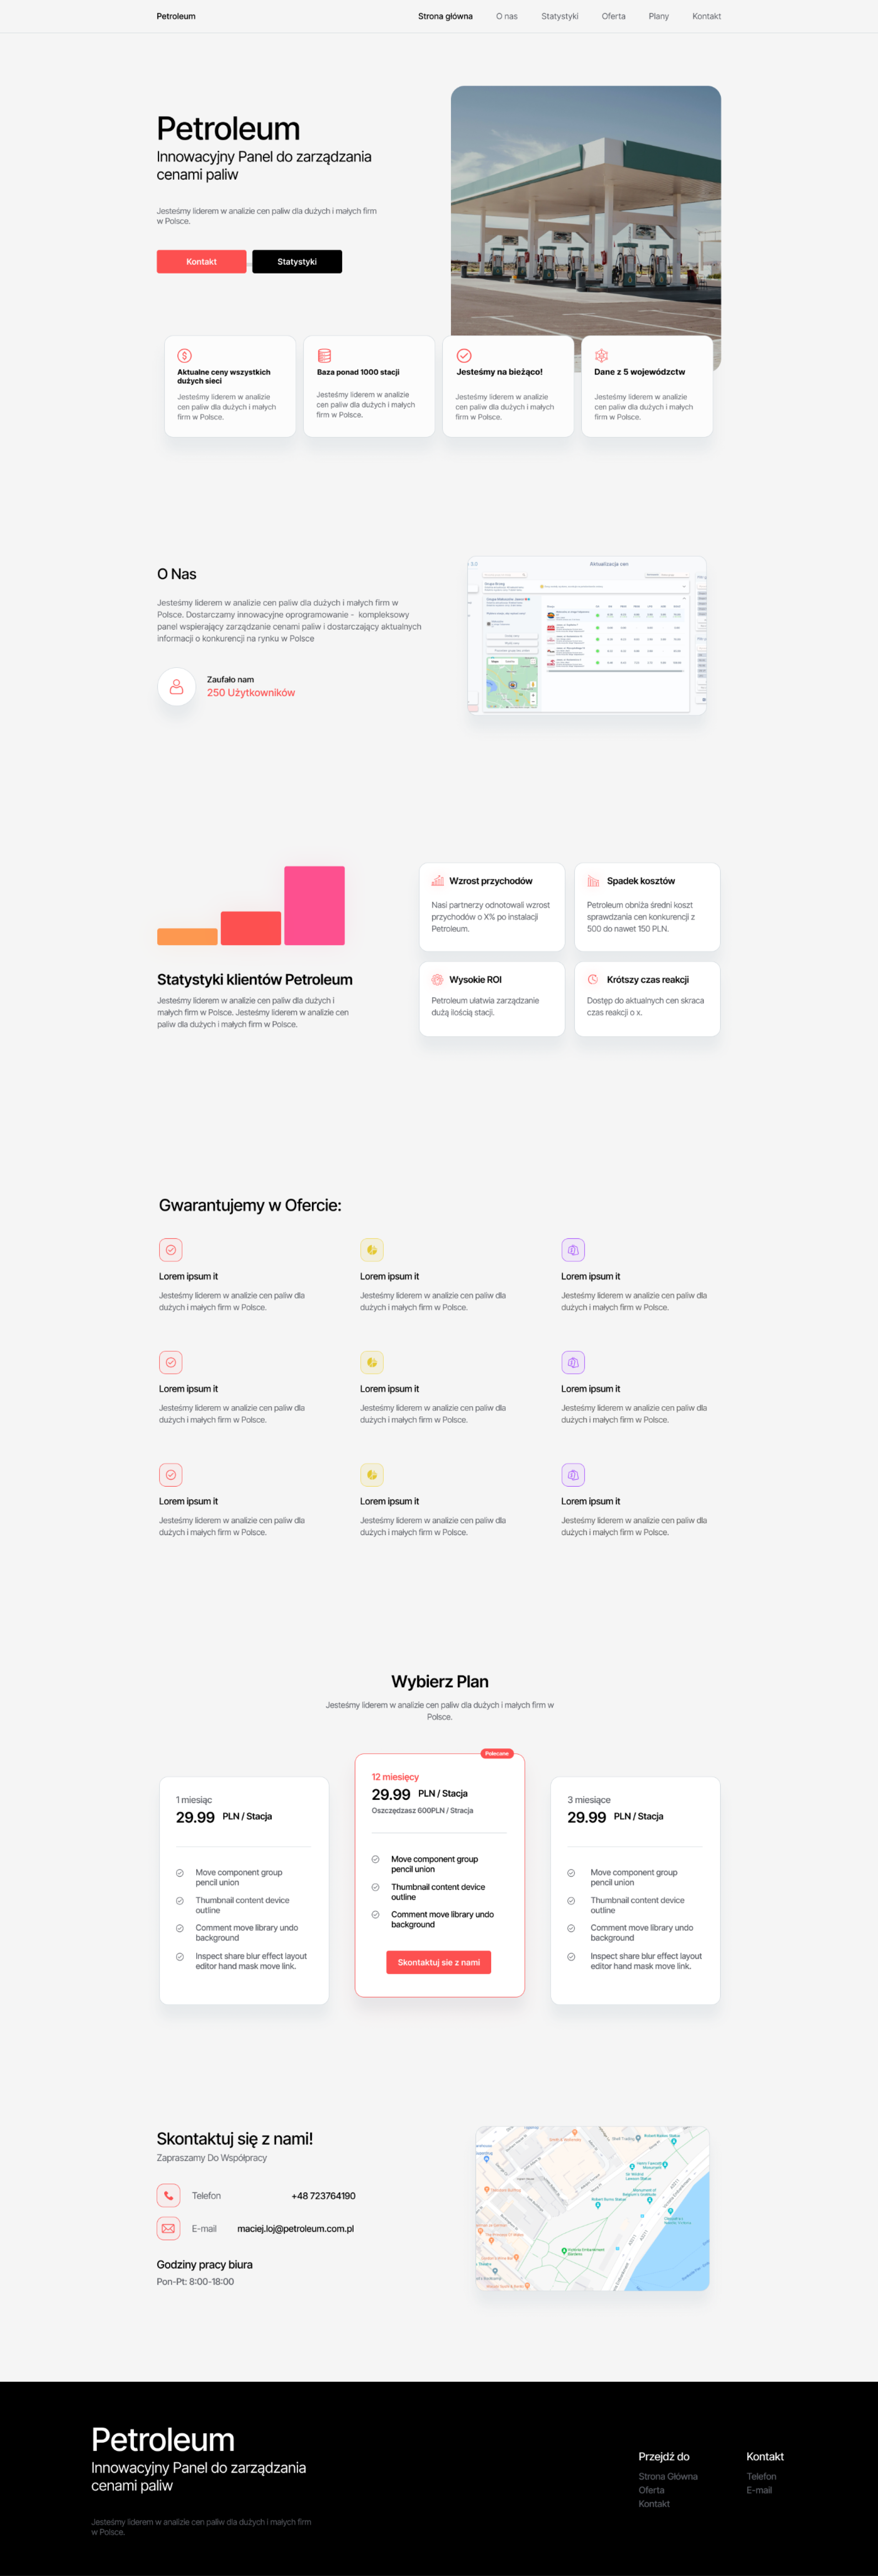 Petroleum
Strona główna
O nas
Statystyki
Oferta
Plany
Kontakt
Petroleum
Innowacyjny Panel do zarządzania
cenami paliw
Jesteśmy liderem w analizie cen paliw dla dużych i małych firm
w Polsce.
Kontakt
Statystyki
Aktualne ceny wszystkich
dużych sieci
Jesteśmy liderem w analizie
cen paliw dla dużych i małych
firm w Polsce.
Baza ponad 1000 stacji
Jesteśmy liderem w analizie
cen paliw dla dużych i małych
firm w Polsce.
Jesteśmy na bieżąco!
Jesteśmy liderem w analizie
cen paliw dla dużych i małych
firm w Polsce.
Dane z 5 wojewódzctw
Jesteśmy liderem w analizie
cen paliw dla dużych i małych
firm w Polsce.
O Nas
Jesteśmy liderem w analizie cen paliw dla dużych i małych firm w
Polsce. Dostarczamy innowacyjne oprogramowanie - kompleksowy
panel wspierający zarządzanie cenami paliw i dostarczający aktualnych
informacji o konkurencji na rynku w Polsce
Zaufało nam
250 Użytkowników
Aktualizacja cen
Statystyki klientów Petroleum
Jesteśmy liderem w analizie cen paliw dla dużych i
małych firm w Polsce. Jesteśmy liderem w analizie cen
paliw dla dużych i małych firm w Polsce.
Wzrost przychodów
Nasi partnerzy odnotowali wzrost
przychodów o X% po instalacji
Petroleum.
Spadek kosztów
Petroleum obniża średni koszt
sprawdzania cen konkurencji z
500 do nawet 150 PLN.
Wysokie ROI
Petroleum ułatwia zarządzanie
dużą ilością stacji.
Krótszy czas reakcji
Dostęp do aktualnych cen skraca
czas reakcji o x.
Gwarantujemy w Ofercie:
Lorem ipsum it
Jesteśmy liderem w analizie cen paliw dla
dużych i małych firm w Polsce.
Lorem ipsum it
Jesteśmy liderem w analizie cen paliw dla
dużych i małych firm w Polsce.
Lorem ipsum it
Jesteśmy liderem w analizie cen paliw dla
dużych i małych firm w Polsce.
Lorem ipsum it
Jesteśmy liderem w analizie cen paliw dla
dużych i małych firm w Polsce.
Lorem ipsum it
Jesteśmy liderem w analizie cen paliw dla
dużych i małych firm w Polsce.
Lorem ipsum it
Jesteśmy liderem w analizie cen paliw dla
dużych i małych firm w Polsce.
Lorem ipsum it
Jesteśmy liderem w analizie cen paliw dla
dużych i małych firm w Polsce.
Lorem ipsum it
Jesteśmy liderem w analizie cen paliw dla
dużych i małych firm w Polsce.
Lorem ipsum it
Jesteśmy liderem w analizie cen paliw dla
dużych i małych firm w Polsce.
Wybierz Plan
Jesteśmy liderem w analizie cen paliw dla dużych i małych firm w
Polsce.
1 miesiąc
29.99 PLN / Stacja
Move component group
pencil union
Thumbnail content device
outline
Comment move library undo
background
Inspect share blur effect layout
editor hand mask move link.
Polecane
12 miesięcy
29.99 PLN / Stacja
Oszczędzasz 600PLN / Stracja
Move component group
pencil union
Thumbnail content device
outline
Comment move library undo
background
Skontaktuj sie z nami
3 miesiące
29.99 PLN / Stacja
Move component group
pencil union
Thumbnail content device
outline
Comment move library undo
background
Inspect share blur effect layout
editor hand mask move link.
Skontaktuj się z nami!
Zapraszamy Do Współpracy
Telefon
+48 723764190
E-mail
maciej.loj@petroleum.com.pl
Godziny pracy biura
Pon-Pt: 8:00-18:00
Petroleum
Innowacyjny Panel do zarządzania
cenami paliw
Jesteśmy liderem w analizie cen paliw dla dużych i małych firm
w Polsce.
Przejdź do
Strona Główna
Oferta
Kontakt
Kontakt
Telefon
E-mail